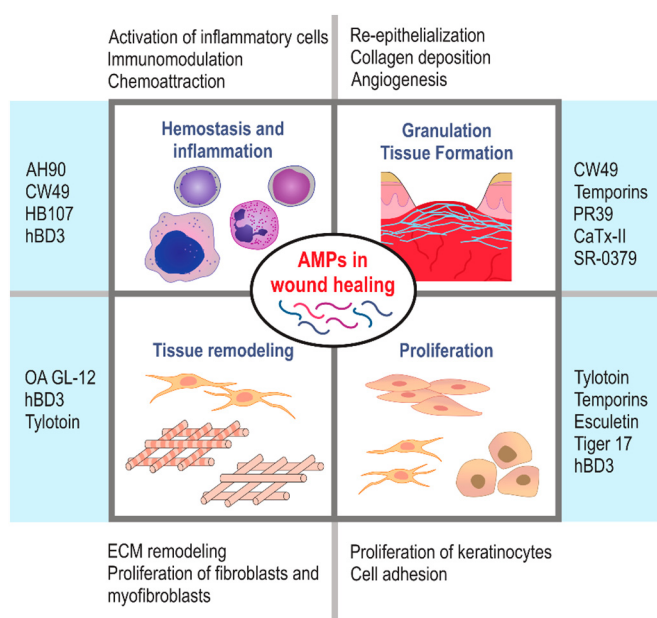 Activation of inflammatory cells
Immunomodulation
Chemoattraction
Re-epithelialization
Collagen deposition
Angiogenesis
AH90
CW49
HB107
hBD3
Hemostasis and
inflammation
Granulation
Tissue Formation
CW49
Temporins
PR39
CaTx-II
SR-0379
AMPs in
wound healing
OA GL-12
hBD3
Tylotoin
Tissue remodeling
Proliferation
Tylotoin
Temporins
Esculetin
Tiger 17
hBD3
ECM remodeling
Proliferation of fibroblasts and
myofibroblasts
Proliferation of keratinocytes
Cell adhesion